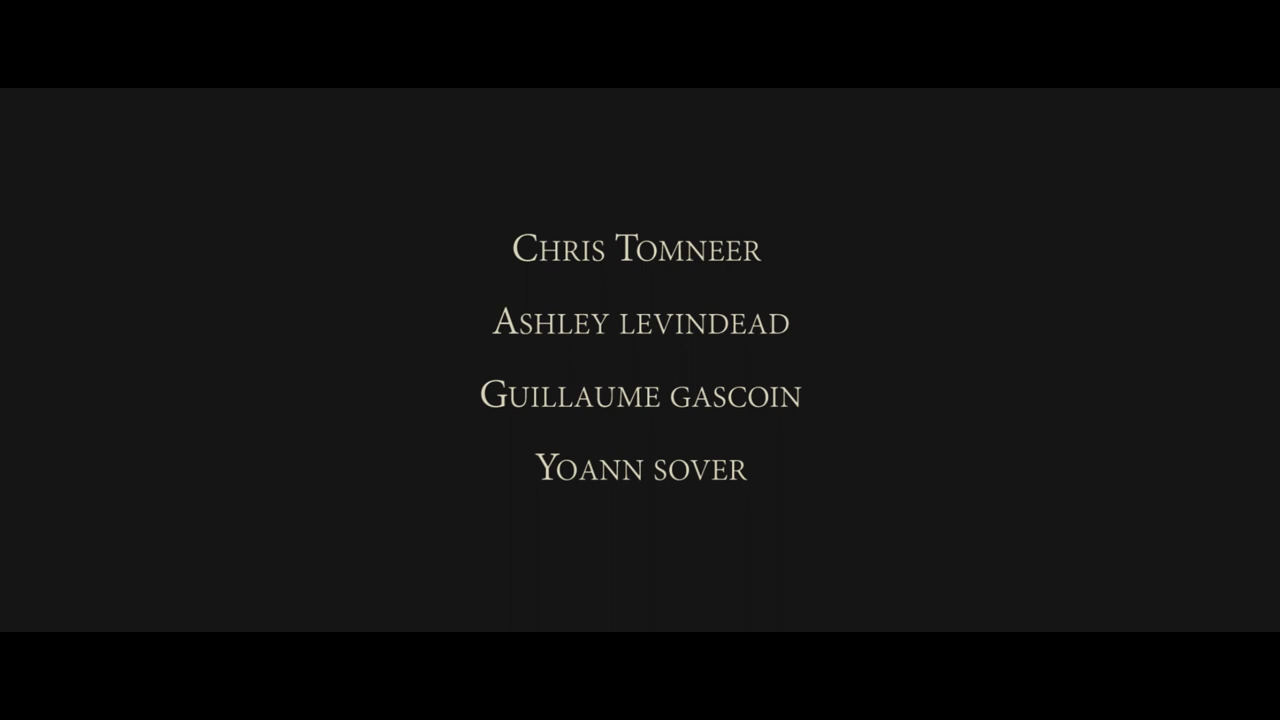 Chris Tomneer
Ashley levindead
Guillaume gascoin
Yoann sover